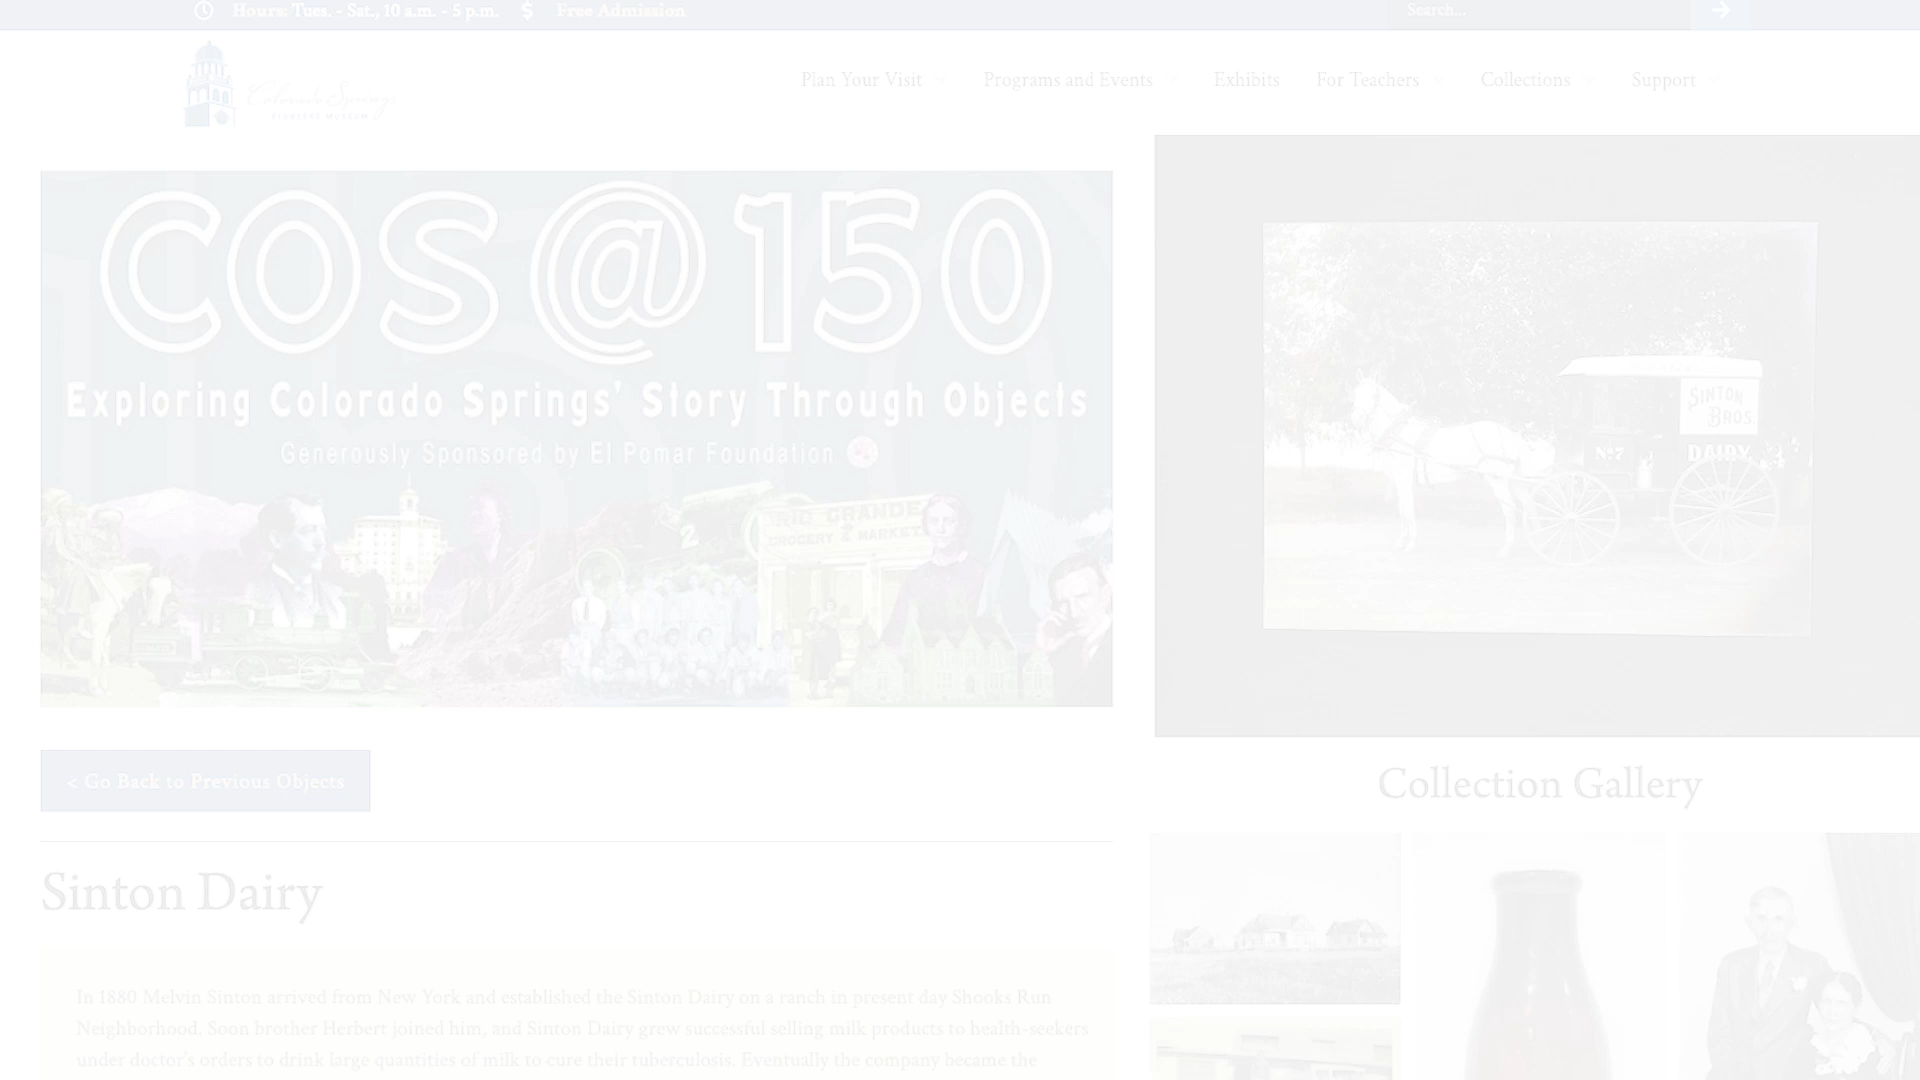 Hours: Tues. - Sat., 10 a.m. - 5 p.m.
Free Admission
Search...
Colorado Springs
PIONEERS MUSEUM
Plan Your Visit
Programs and Events
Exhibits
For Teachers
Collections
Support
COS@150
Exploring Colorado Springs' Story Through Objects
Generously Sponsored by El Pomar Foundation
RIO GRANDE
GROCERY & MARKET
2
SINTON
BROS
No 7
DAIRY
< Go Back to Previous Objects
Collection Gallery
Sinton Dairy
In 1880 Melvin Sinton arrived from New York and established the Sinton Dairy on a ranch in present day Shooks Run
Neighborhood. Soon brother Herbert joined him, and Sinton Dairy grew successful selling milk products to health-seekers
under doctor's orders to drink large quantities of milk to cure their tuberculosis. Eventually the company became the